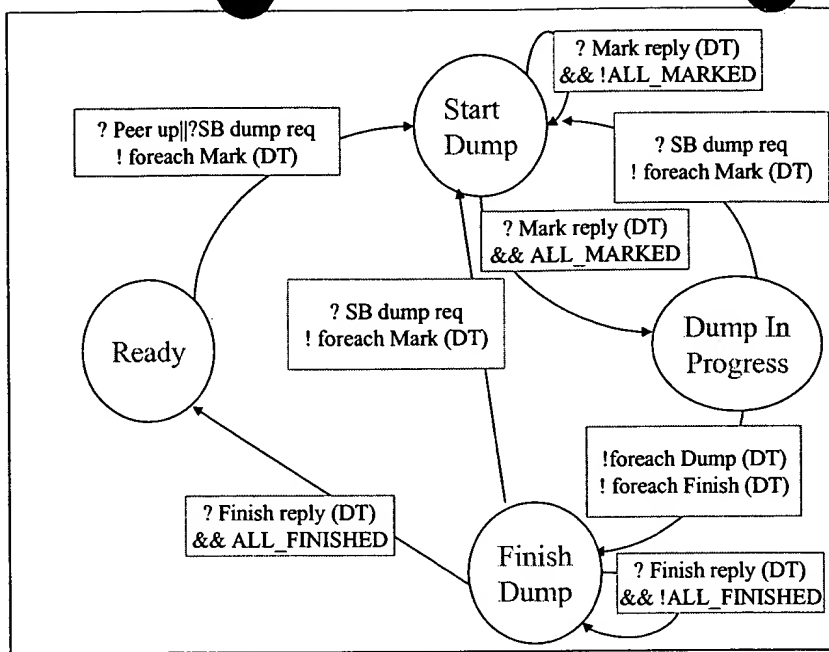 ? Mark reply (DT)
&& !ALL_MARKED
? Peer up||?SB dump req
! foreach Mark (DT)
Start
Dump
? SB dump req
! foreach Mark (DT)
? Mark reply (DT)
&& ALL_MARKED
? SB dump req
! foreach Mark (DT)
Ready
Dump In
Progress
!foreach Dump (DT)
! foreach Finish (DT)
? Finish reply (DT)
&& ALL_FINISHED
Finish
Dump
? Finish reply (DT)
&& !ALL_FINISHED